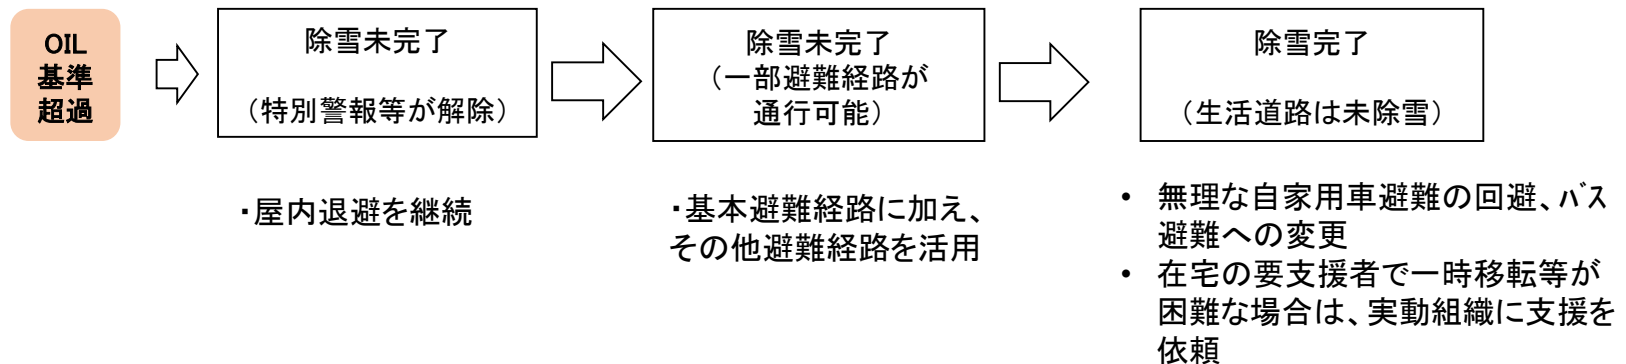 OIL
基準
超過
除雪未完了
（特別警報等が解除）
・屋内退避を継続
除雪未完了
（一部避難経路が
通行可能）
・基本避難経路に加え、
その他避難経路を活用
除雪完了
（生活道路は未除雪）
• 無理な自家用車避難の回避、ﾊﾞｽ
避難への変更
• 在宅の要支援者で一時移転等が
困難な場合は、実動組織に支援を
依頼